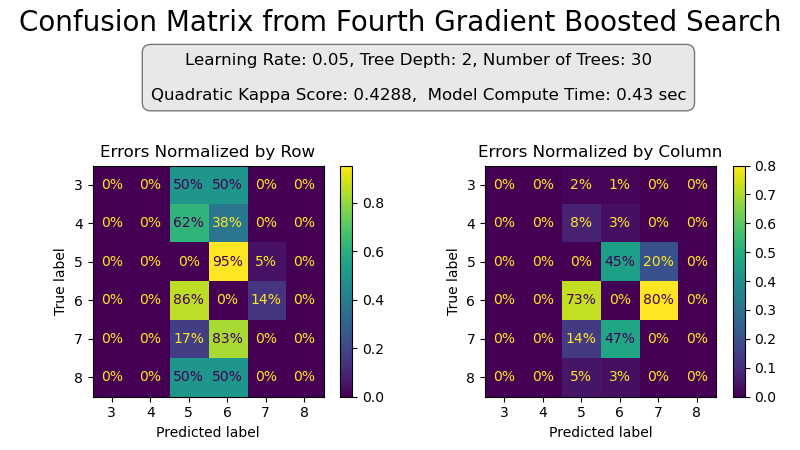 Confusion Matrix from Fourth Gradient Boosted Search
Learning Rate: 0.05, Tree Depth: 2, Number of Trees: 30
Quadratic Kappa Score: 0.4288,  Model Compute Time: 0.43 sec
Errors Normalized by Row
True label
3 0% 0% 50% 50% 0% 0%
4 0% 0% 62% 38% 0% 0%
5 0% 0% 0% 95% 5% 0%
6 0% 0% 86% 0% 14% 0%
7 0% 0% 17% 83% 0% 0%
8 0% 0% 50% 50% 0% 0%
3 4 5 6 7 8
Predicted label
0.8
0.6
0.4
0.2
0.0
Errors Normalized by Column
True label
3 0% 0% 2% 1% 0% 0%
4 0% 0% 8% 3% 0% 0%
5 0% 0% 0% 45% 20% 0%
6 0% 0% 73% 0% 80% 0%
7 0% 0% 14% 47% 0% 0%
8 0% 0% 5% 3% 0% 0%
3 4 5 6 7 8
Predicted label
0.8
0.7
0.6
0.5
0.4
0.3
0.2
0.1
0.0